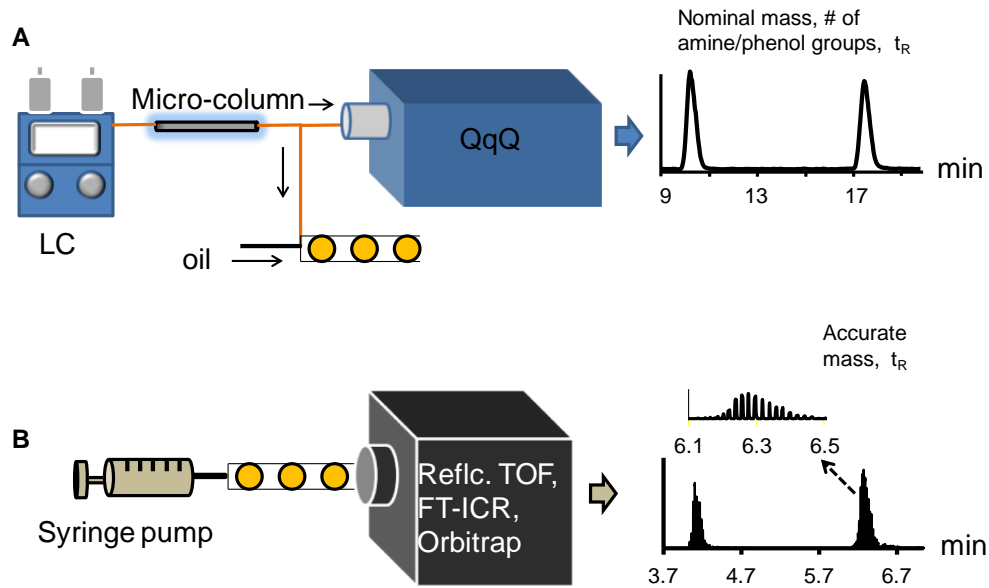 A
Nominal mass, # of
amine/phenol groups, tR
Micro-column
QqQ
LC
oil
9 13 17
min
Accurate
mass, tR
B
6.1 6.3 6.5
Reflc. TOF,
FT-ICR,
Orbitrap
Syringe pump
3.7 4.7 5.7 6.7
min